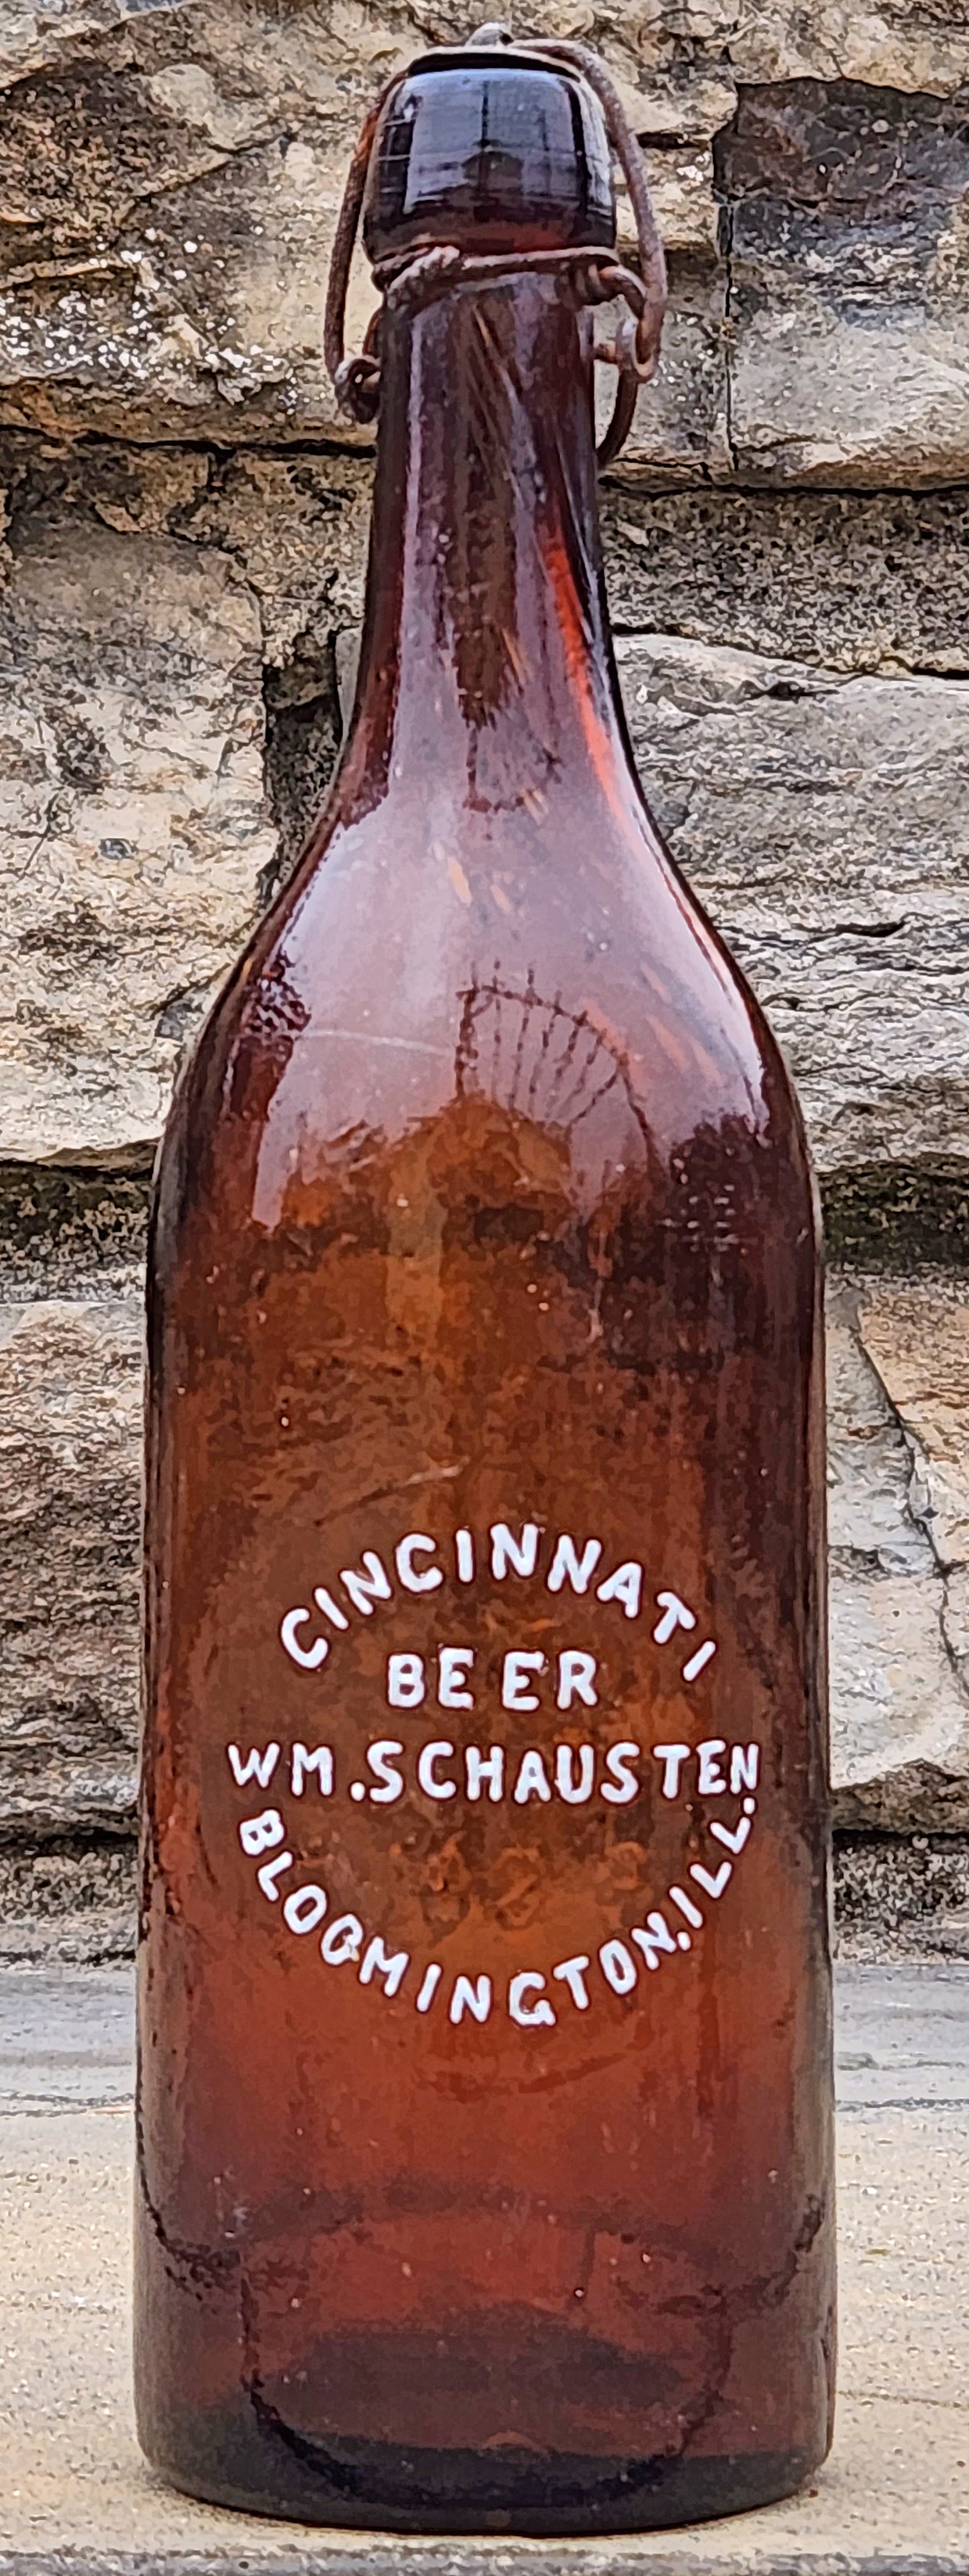 CINCINNATI
BEER
WM. SCHAUSTEN
BLOOMINGTON, ILL.